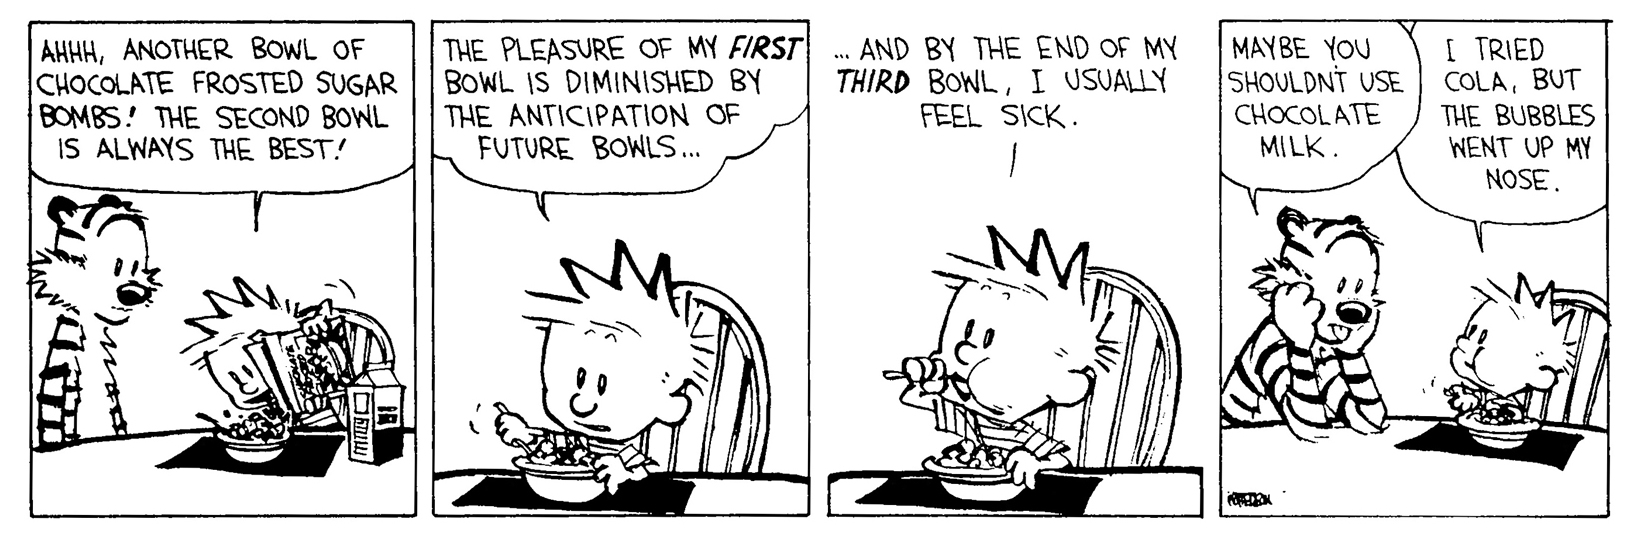 AHHH, ANOTHER BOWL OF
CHOCOLATE FROSTED SUGAR
BOMBS! THE SECOND BOWL
IS ALWAYS THE BEST!
THE PLEASURE OF MY FIRST
BOWL IS DIMINISHED BY
THE ANTICIPATION OF
FUTURE BOWLS...
...AND BY THE END OF MY
THIRD BOWL, I USUALLY
FEEL SICK.
MAYBE YOU
SHOULDN'T USE
CHOCOLATE
MILK.
I TRIED
COLA, BUT
THE BUBBLES
WENT UP MY
NOSE.